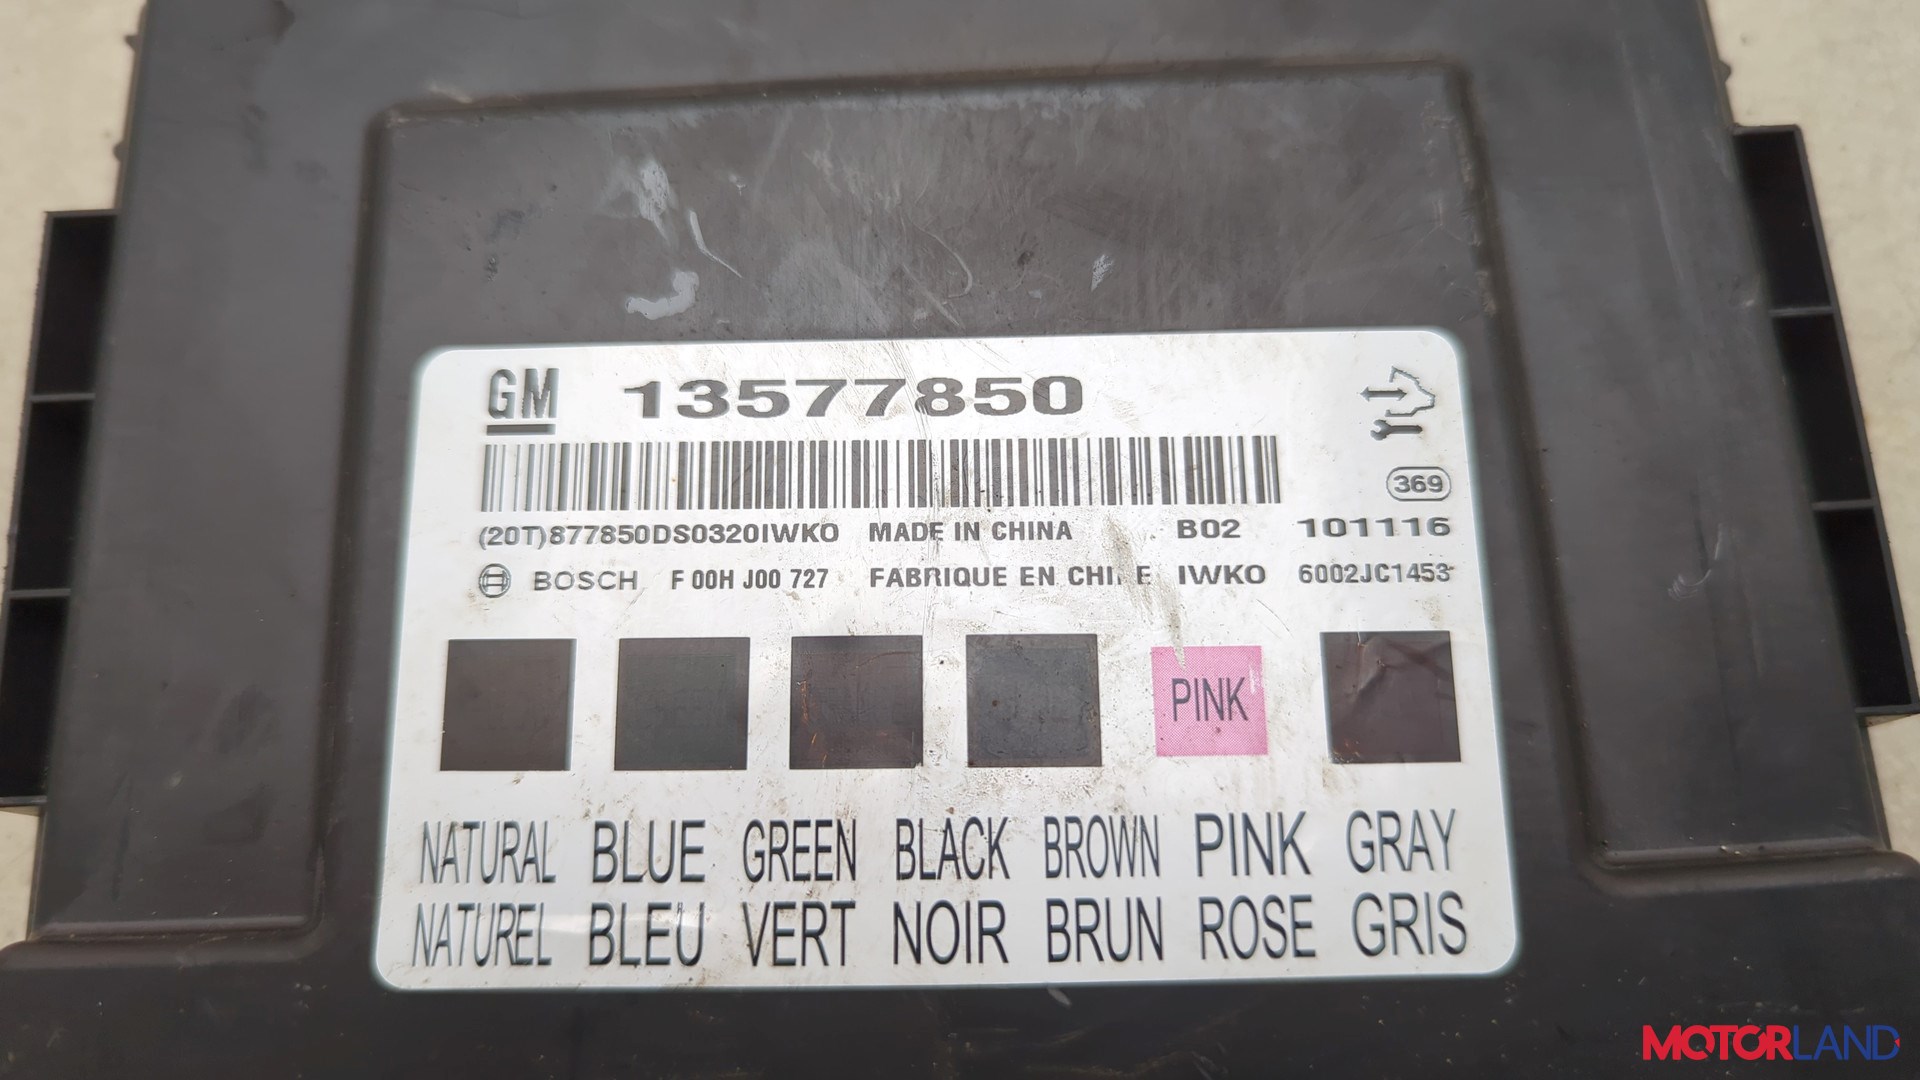 GM 13577850
369
(20T)877850DS0320IWKO MADE IN CHINA B02 101116
BOSCH F 00H J00 727 FABRIQUE EN CHI E IWKO 6002JC1453
PINK
NATURAL BLUE GREEN BLACK BROWN PINK GRAY
NATUREL BLEU VERT NOIR BRUN ROSE GRIS
MOTORLAND